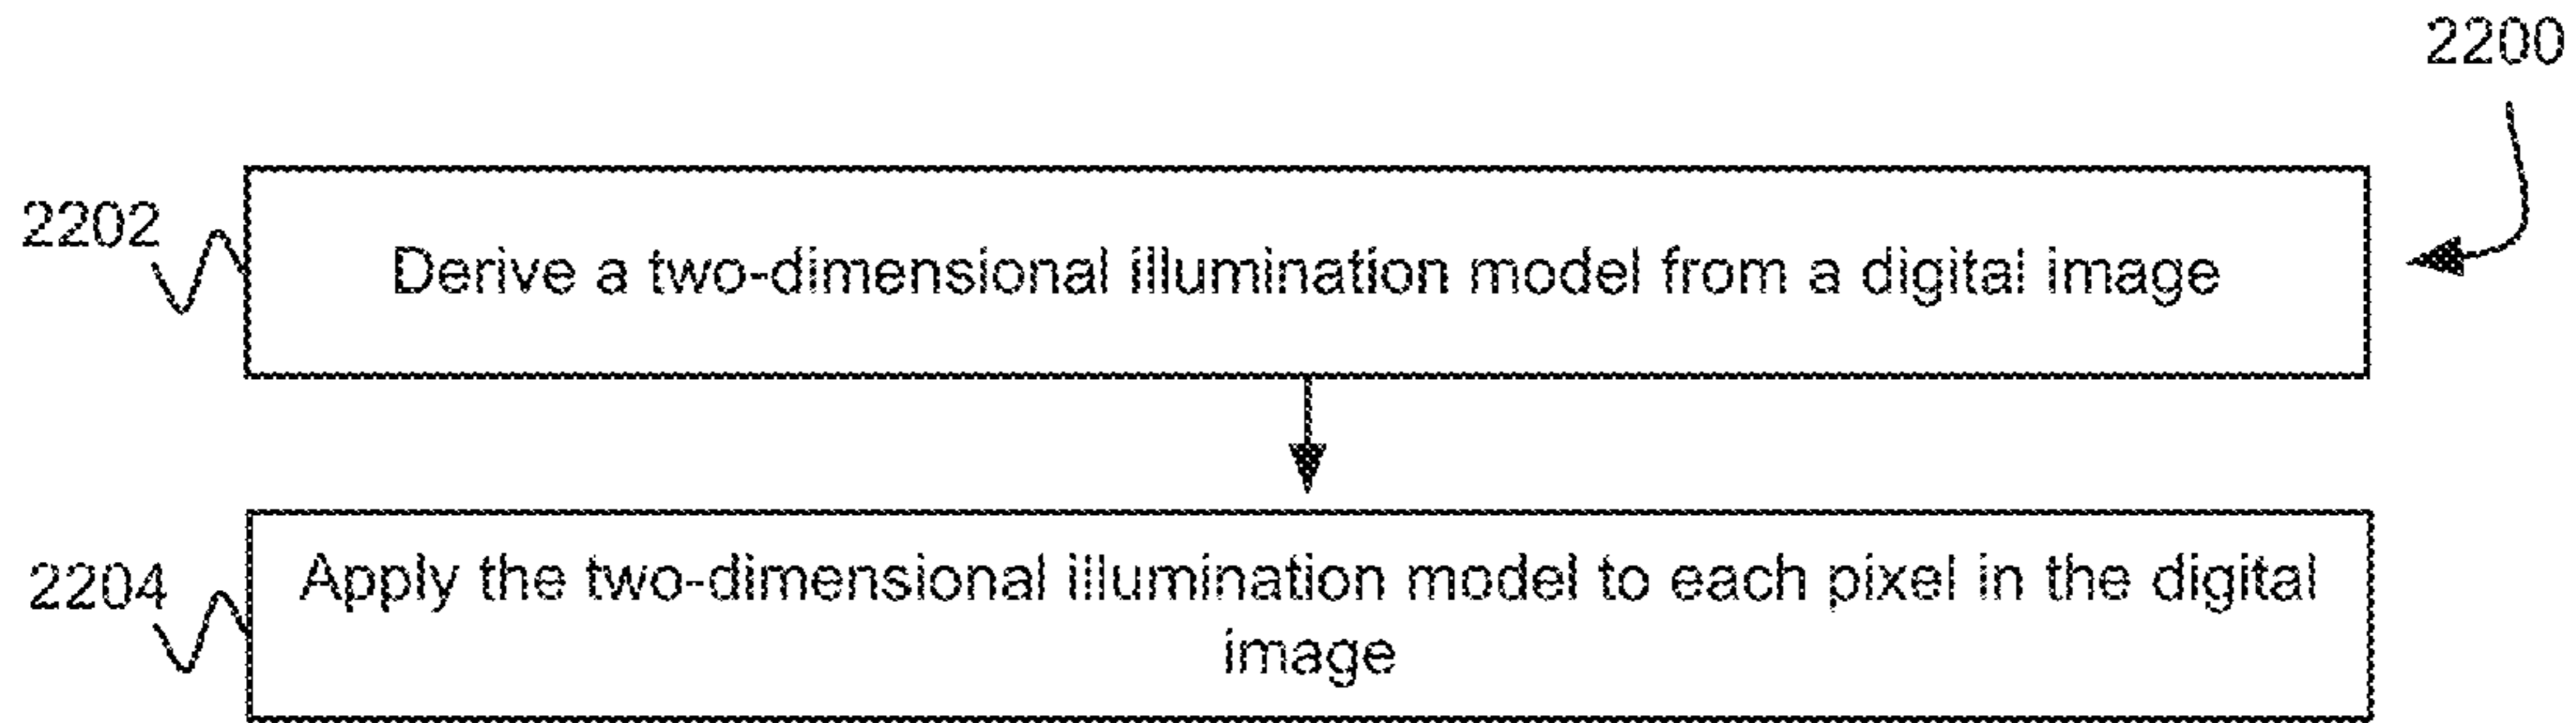 2200
2202
Derive a two-dimensional illumination model from a digital image
2204
Apply the two-dimensional illumination model to each pixel in the digital
image